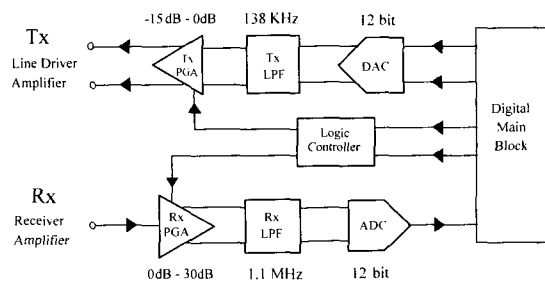 -15dB - 0dB
138 KHz
12 bit
Tx
Line Driver
Amplifier
Tx
PGA
Tx
LPF
DAC
Digital
Main
Block
Logic
Controller
Rx
Receiver
Amplifier
Rx
PGA
Rx
LPF
ADC
0dB - 30dB
1.1 MHz
12 bit